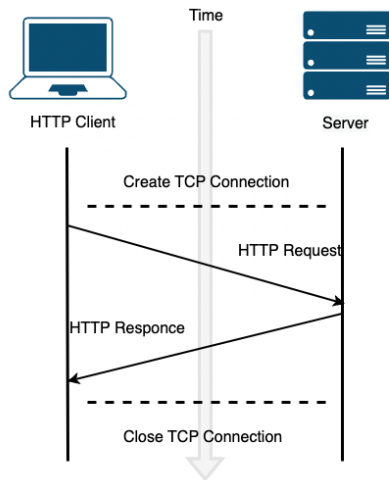 Time
HTTP Client
Server
Create TCP Connection
HTTP Request
HTTP Responce
Close TCP Connection